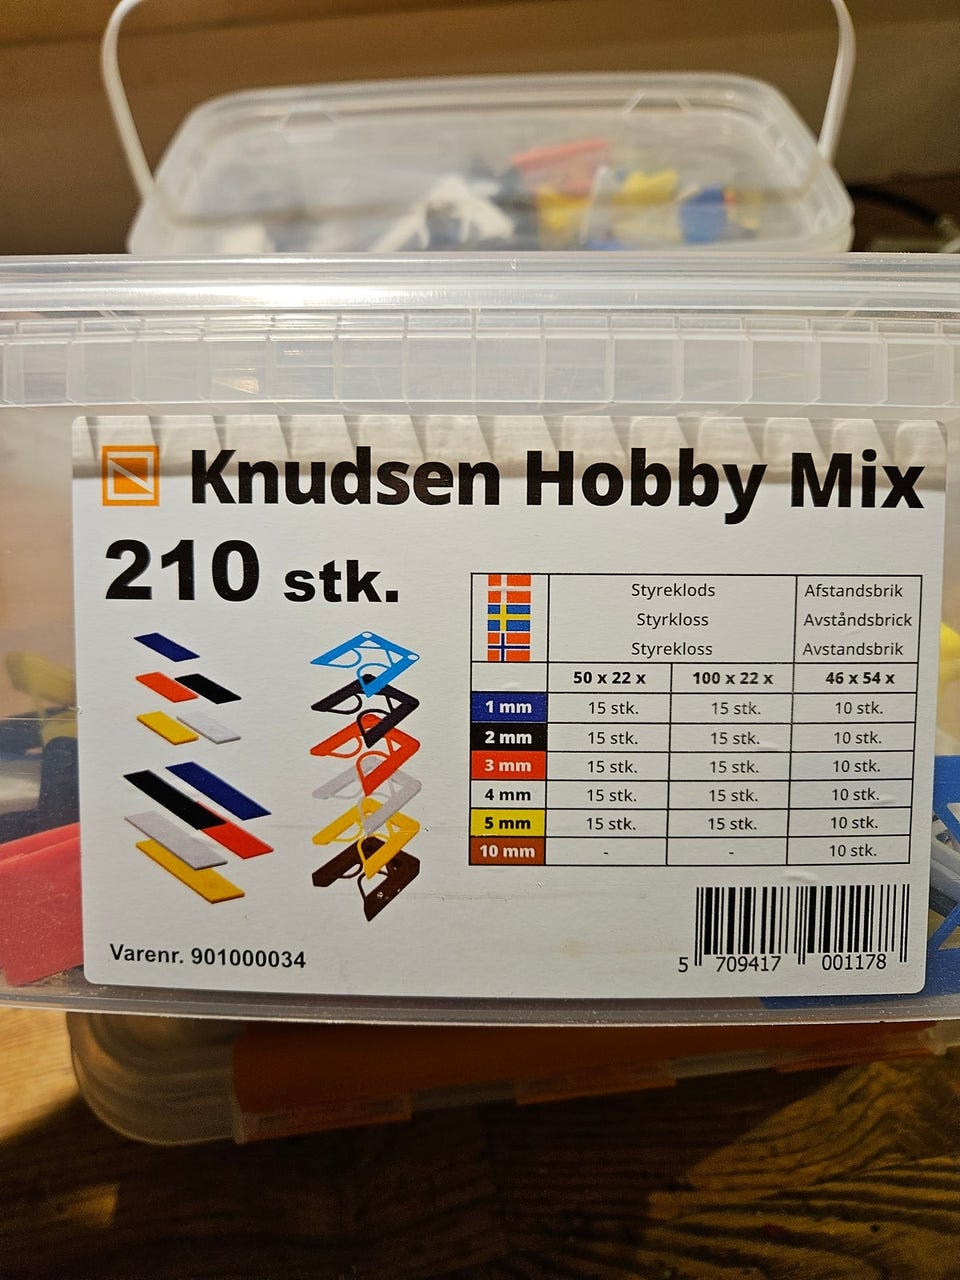 Knudsen Hobby Mix
210 stk.
Styreklods Afstandsbrik
Styrkloss Avståndsbrick
Styrekloss Avstandsbrik
50 x 22 x 100 x 22 x 46 x 54 x
1 mm 15 stk. 15 stk. 10 stk.
2 mm 15 stk. 15 stk. 10 stk.
3 mm 15 stk. 15 stk. 10 stk.
4 mm 15 stk. 15 stk. 10 stk.
5 mm 15 stk. 15 stk. 10 stk.
10 mm - - 10 stk.
Varenr. 901000034
5 709417 001178